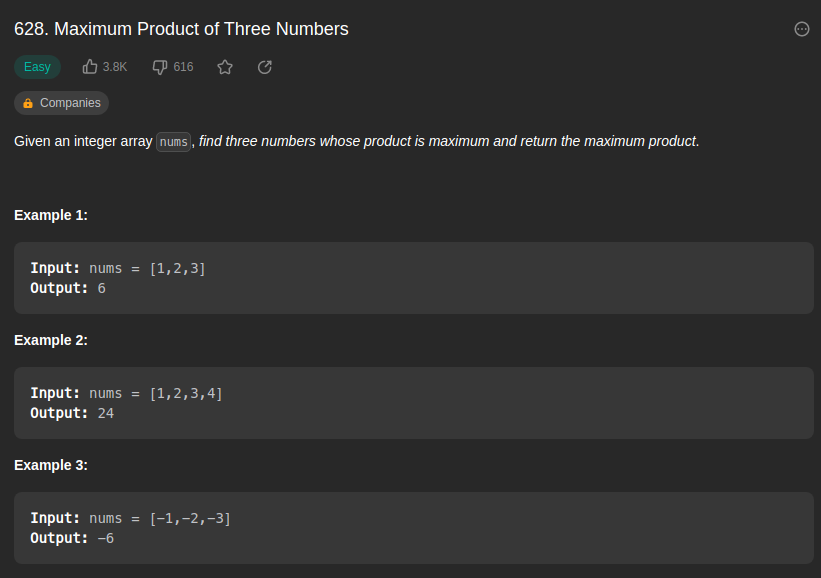 628. Maximum Product of Three Numbers
Easy 3.8K 616
Companies
Given an integer array nums, find three numbers whose product is maximum and return the maximum product.
Example 1:
Input: nums = [1,2,3]
Output: 6
Example 2:
Input: nums = [1,2,3,4]
Output: 24
Example 3:
Input: nums = [-1,-2,-3]
Output: -6